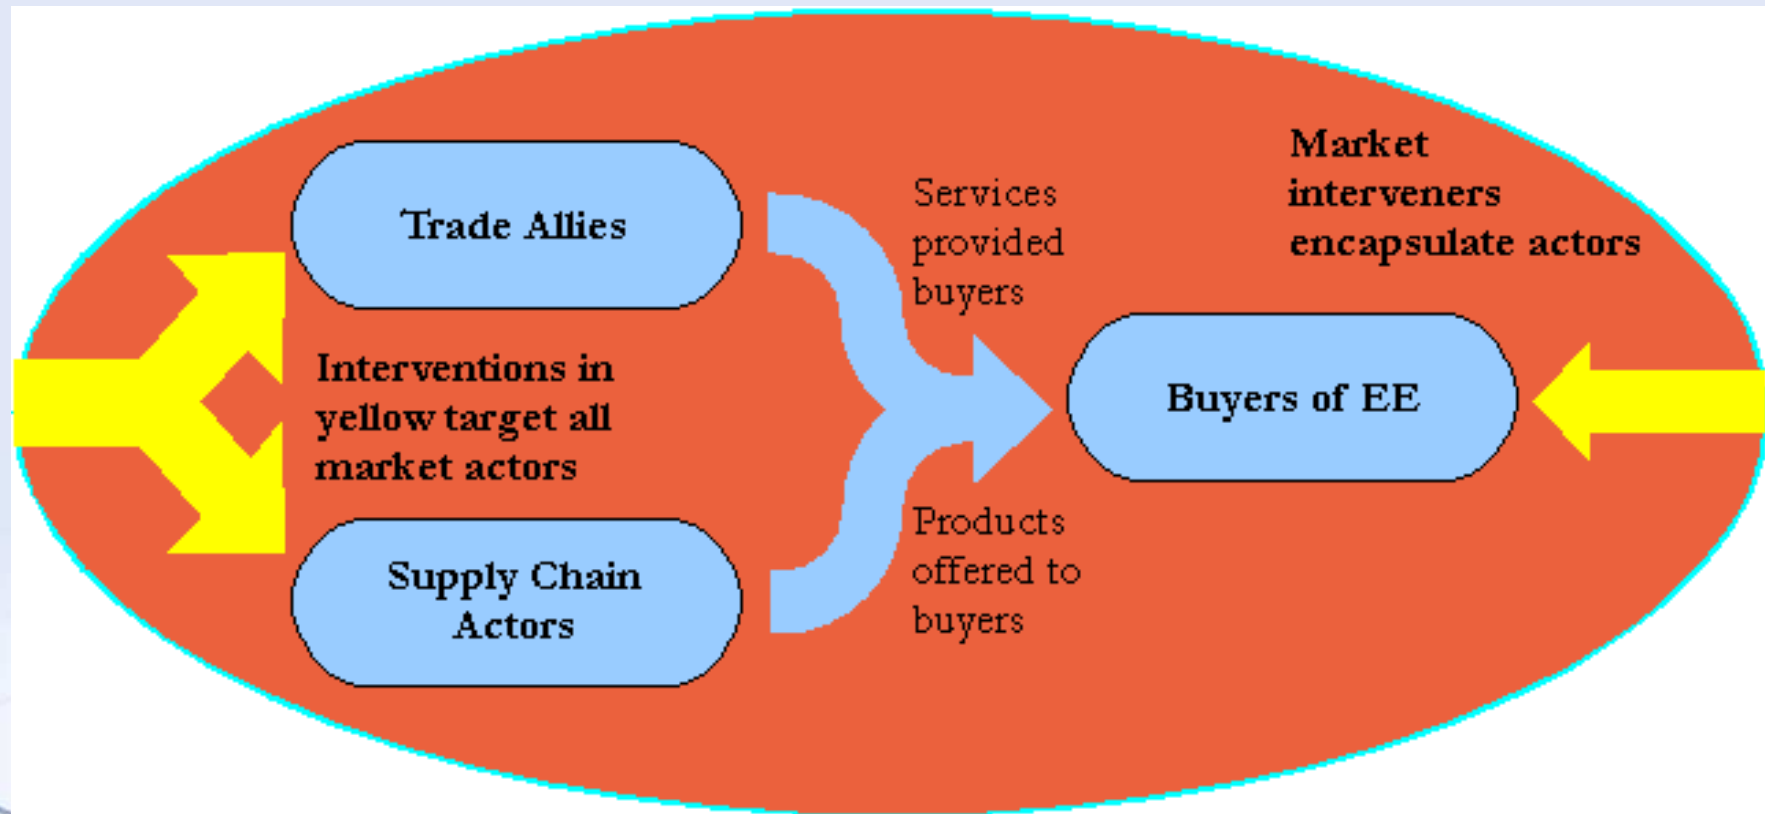 Trade Allies
Services
provided
buyers
Market
interveners
encapsulate actors
Interventions in
yellow target all
market actors
Buyers of EE
Supply Chain
Actors
Products
offered to
buyers